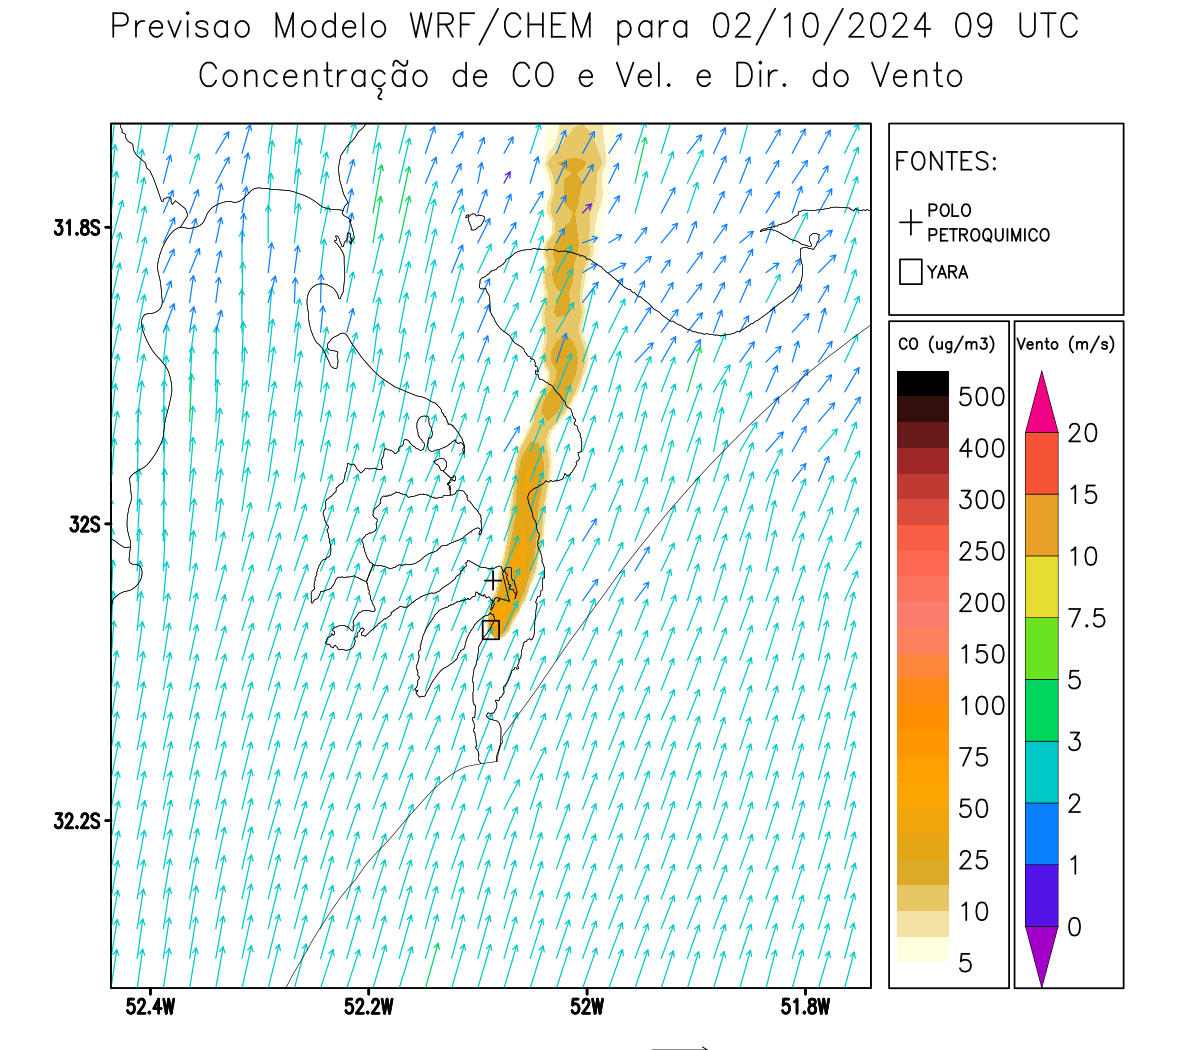 Previsao Modelo WRF/CHEM para 02/10/2024 09 UTC
Concentração de CO e Vel. e Dir. do Vento
FONTES:
POLO
PETROQUIMICO
YARA
31.8S
32S
32.2S
52.4W
52.2W
52W
51.8W
CO (ug/m3)
500
400
300
250
200
150
100
75
50
25
10
5
Vento (m/s)
20
15
10
7.5
5
3
2
1
0